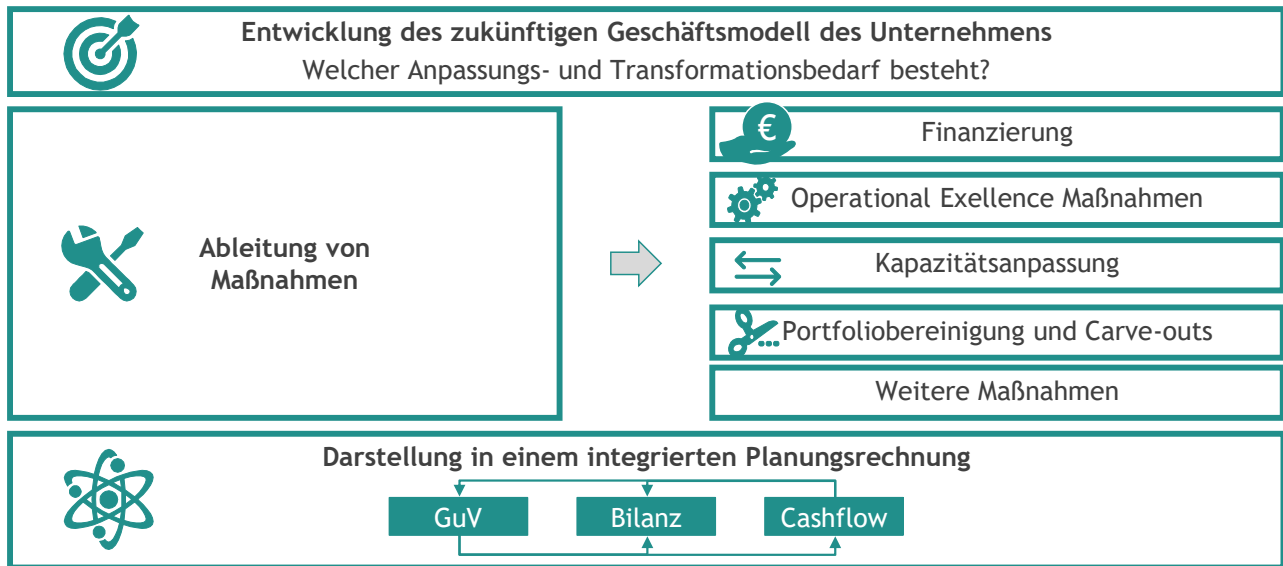 Entwicklung des zukünftigen Geschäftsmodell des Unternehmens
Welcher Anpassungs- und Transformationsbedarf besteht?
Ableitung von
Maßnahmen
€
Finanzierung
Operational Exellence Maßnahmen
Kapazitätsanpassung
Portfoliobereinigung und Carve-outs
Weitere Maßnahmen
Darstellung in einem integrierten Planungsrechnung
GuV
Bilanz
Cashflow